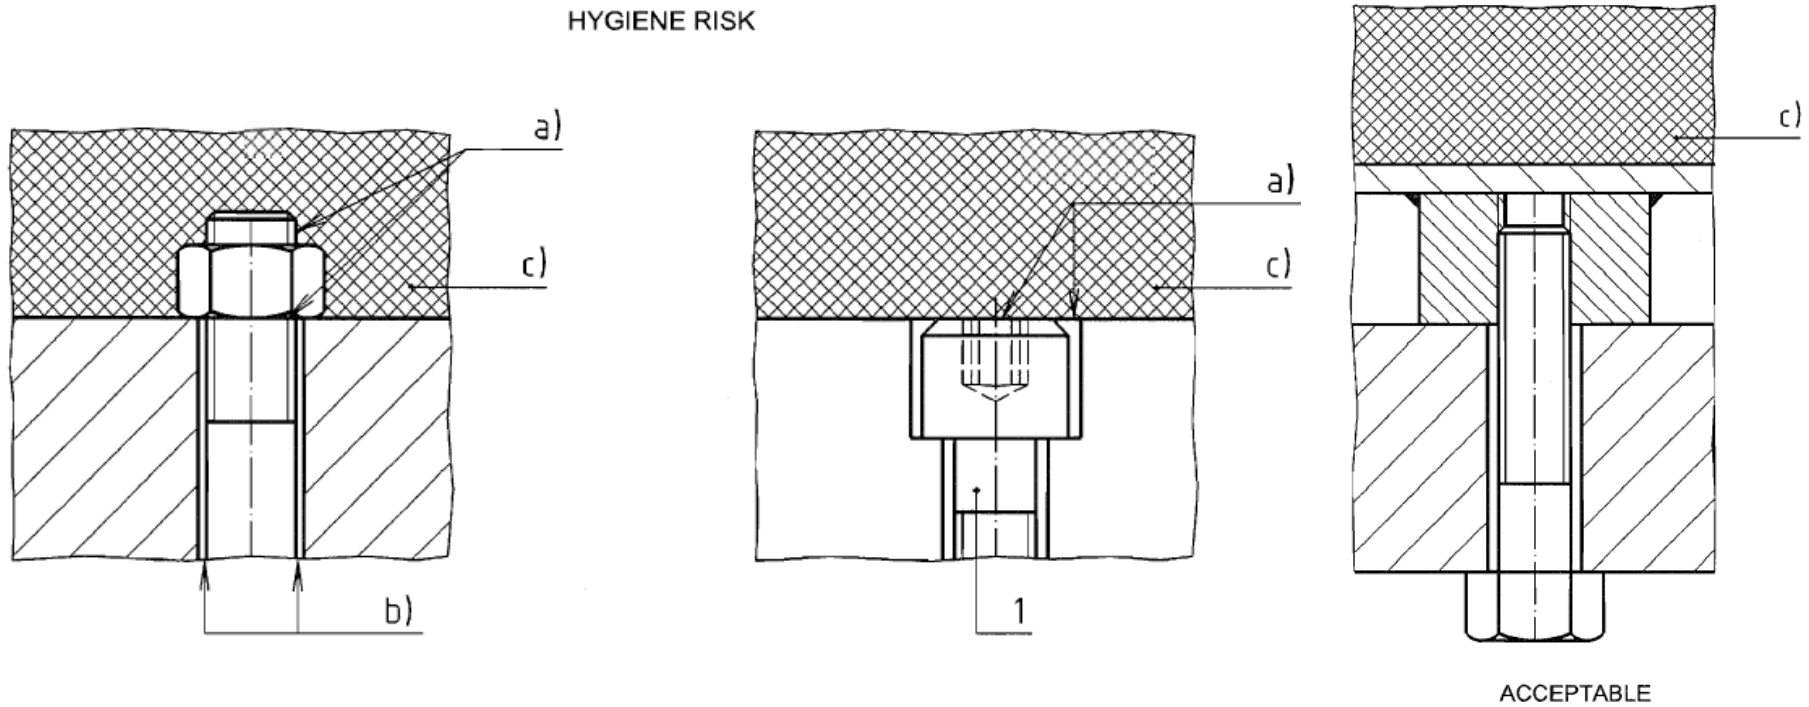 HYGIENE RISK
a)
c)
b)
a)
c)
1
c)
ACCEPTABLE